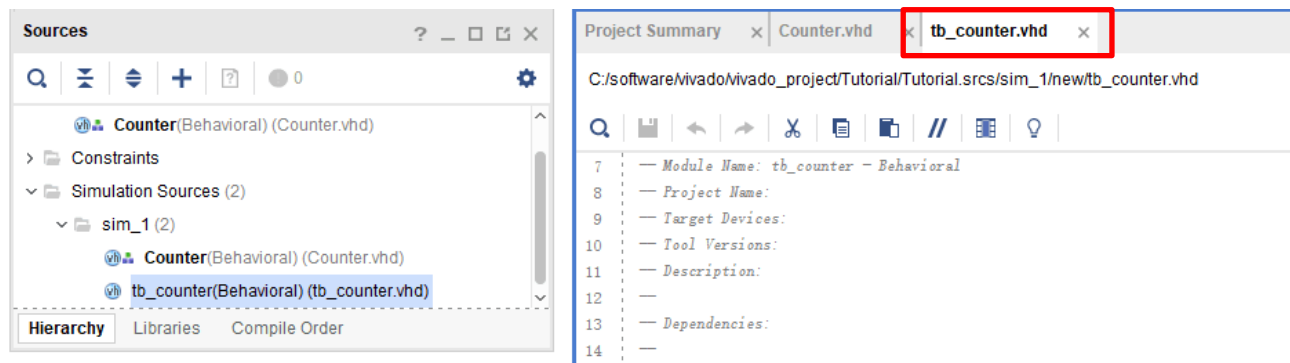 Sources
? 0
Counter(Behavioral) (Counter.vhd)
Constraints
Simulation Sources (2)
sim_1 (2)
Counter(Behavioral) (Counter.vhd)
tb_counter(Behavioral) (tb_counter.vhd)
Hierarchy Libraries Compile Order
Project Summary Counter.vhd tb_counter.vhd
C:/software/vivado/vivado_project/Tutorial/Tutorial.srcs/sim_1/new/tb_counter.vhd
7 -- Module Name: tb_counter - Behavioral
8 -- Project Name:
9 -- Target Devices:
10 -- Tool Versions:
11 -- Description:
12 --
13 -- Dependencies:
14 --